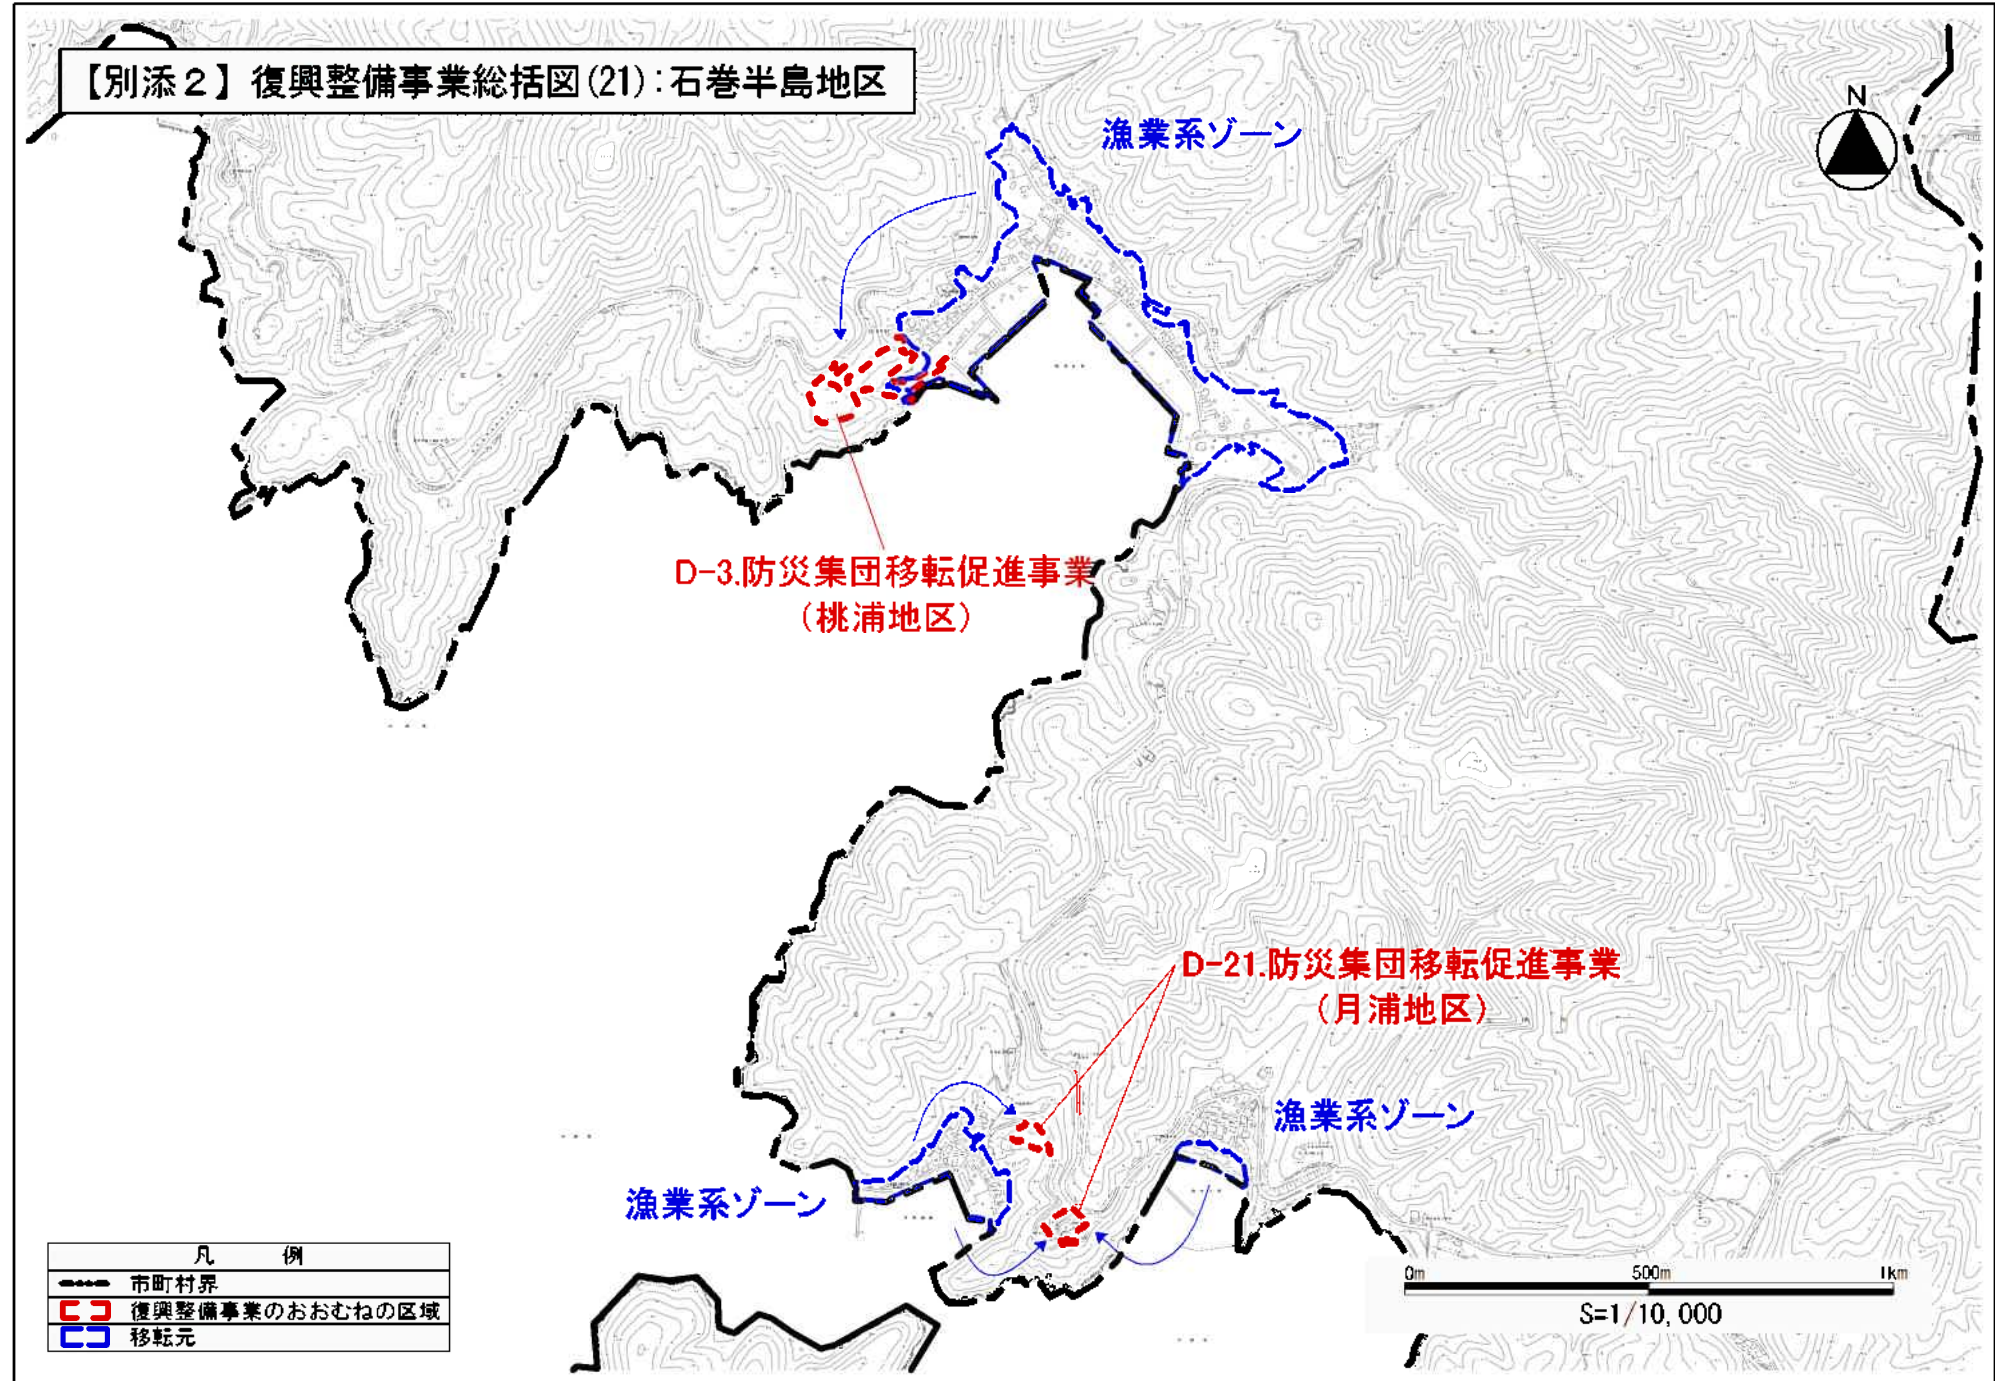 【別添２】復興整備事業総括図(21):石巻半島地区
N
漁業系ゾーン
D-3.防災集団移転促進事業
(桃浦地区)
D-21.防災集団移転促進事業
(月浦地区)
漁業系ゾーン
漁業系ゾーン
凡 例
市町村界
復興整備事業のおおむねの区域
移転元
0m 500m 1km
S=1/10,000